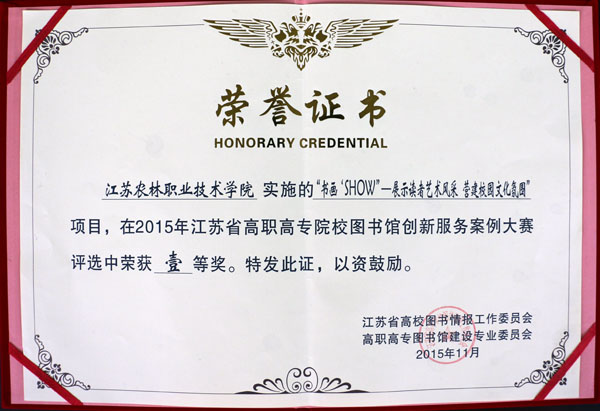 荣誉证书
HONORARY CREDENTIAL
江苏农林职业技术学院 实施的“书画‘SHOW”—展示读者艺术风采 营建校园文化氛围”
项目，在2015年江苏省高职高专院校图书馆创新服务案例大赛
评选中荣获 壹 等奖。特发此证，以资鼓励。
江苏省高校图书情报工作委员会
高职高专图书馆建设专业委员会
2015年11月